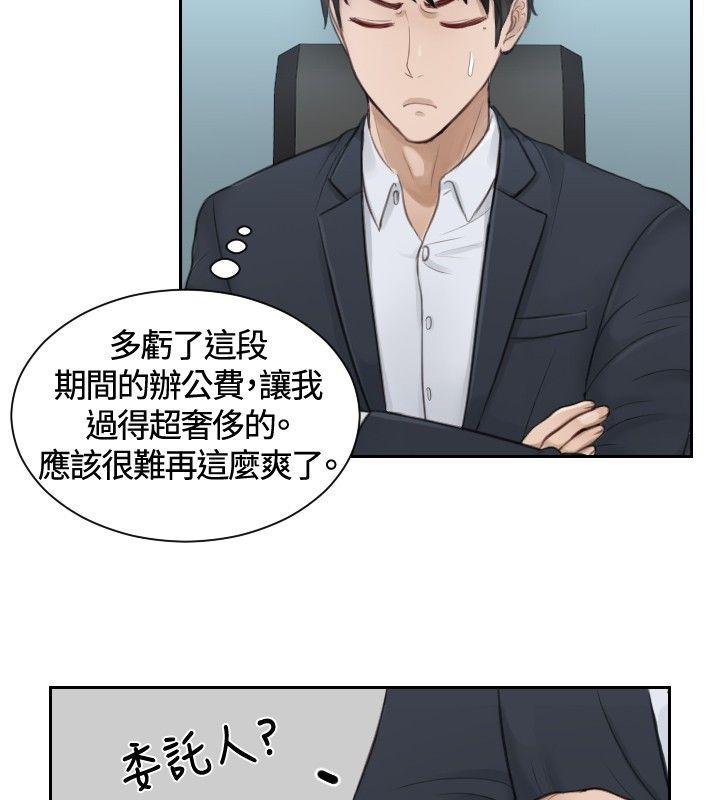 多虧了這段
期間的辦公費，讓我
過得超奢侈的。
應該很難再這麼爽了。
委託人?